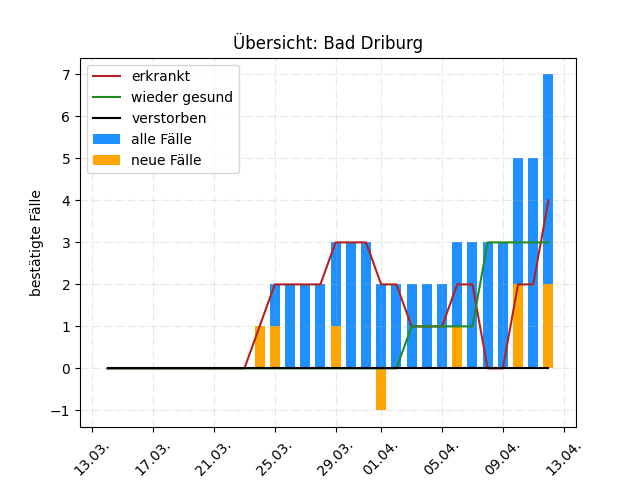 Übersicht: Bad Driburg
erkrankt
wieder gesund
verstorben
alle Fälle
neue Fälle
bestätigte Fälle
7
6
5
4
3
2
1
0
−1
13.03.
17.03.
21.03.
25.03.
29.03.
01.04.
05.04.
09.04.
13.04.